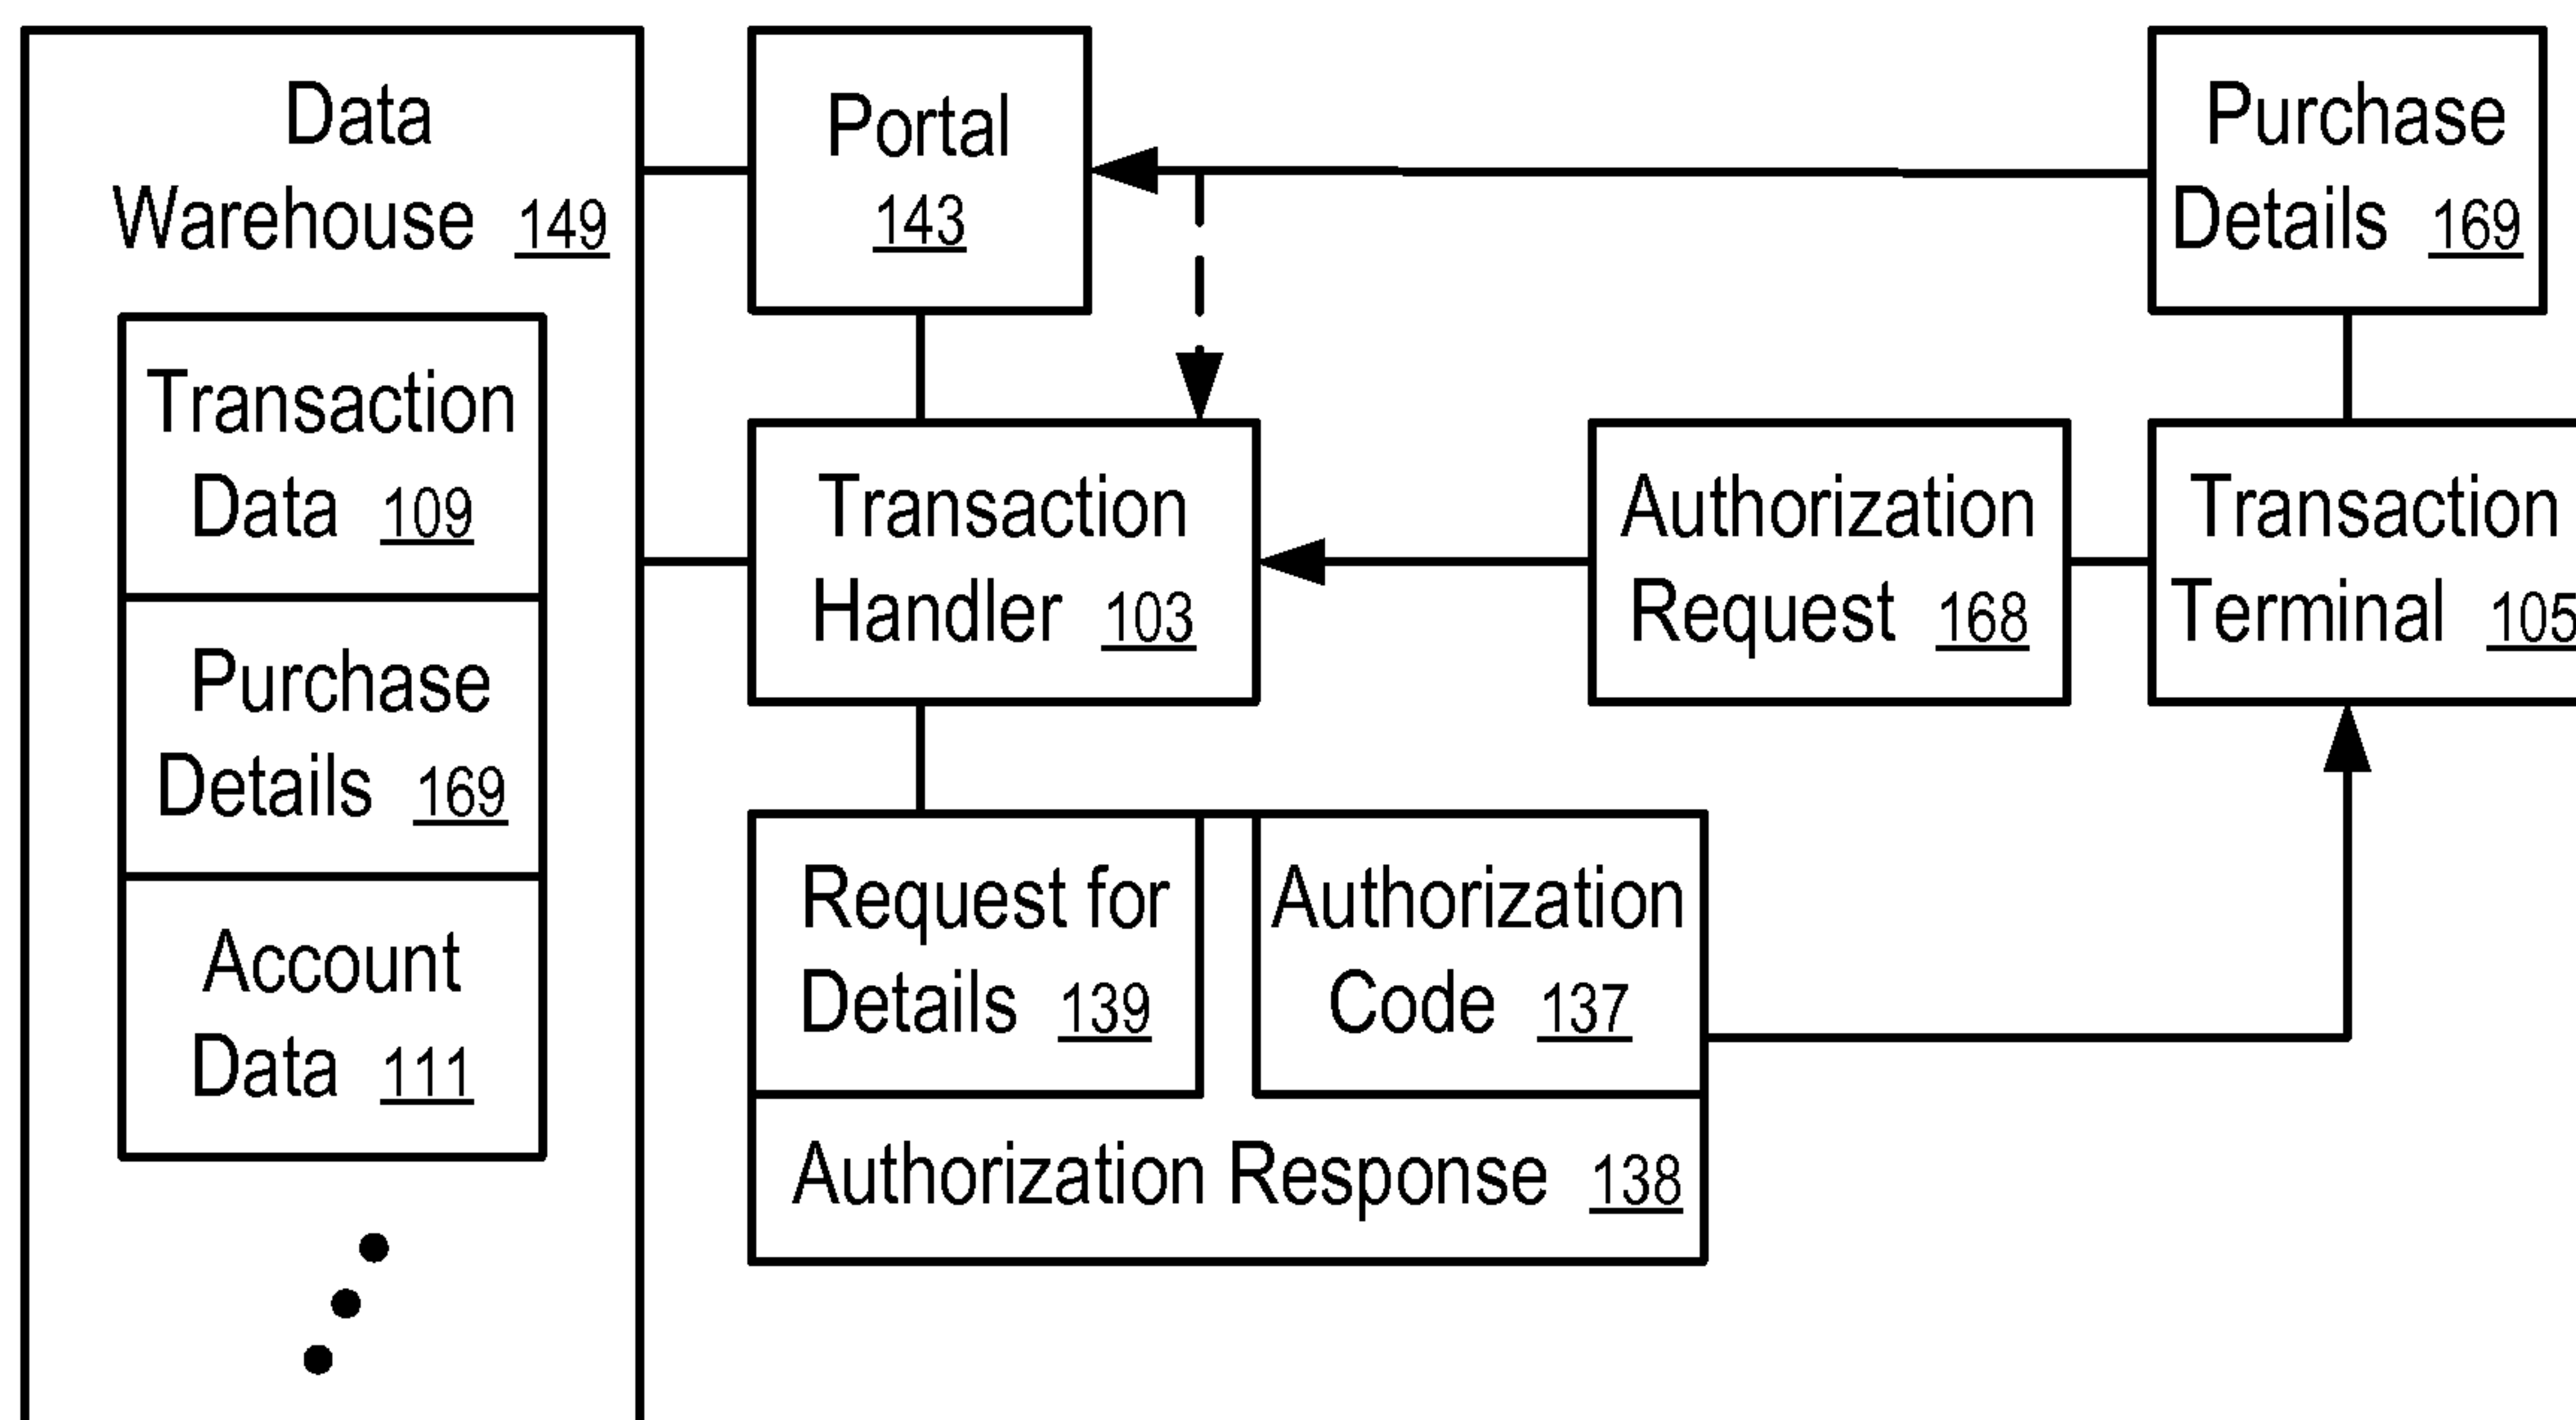 Data
Warehouse 149
Transaction
Data 109
Purchase
Details 169
Account
Data 111
Portal
143
Purchase
Details 169
Transaction
Handler 103
Authorization
Request 168
Transaction
Terminal 105
Request for
Details 139
Authorization
Code 137
Authorization Response 138